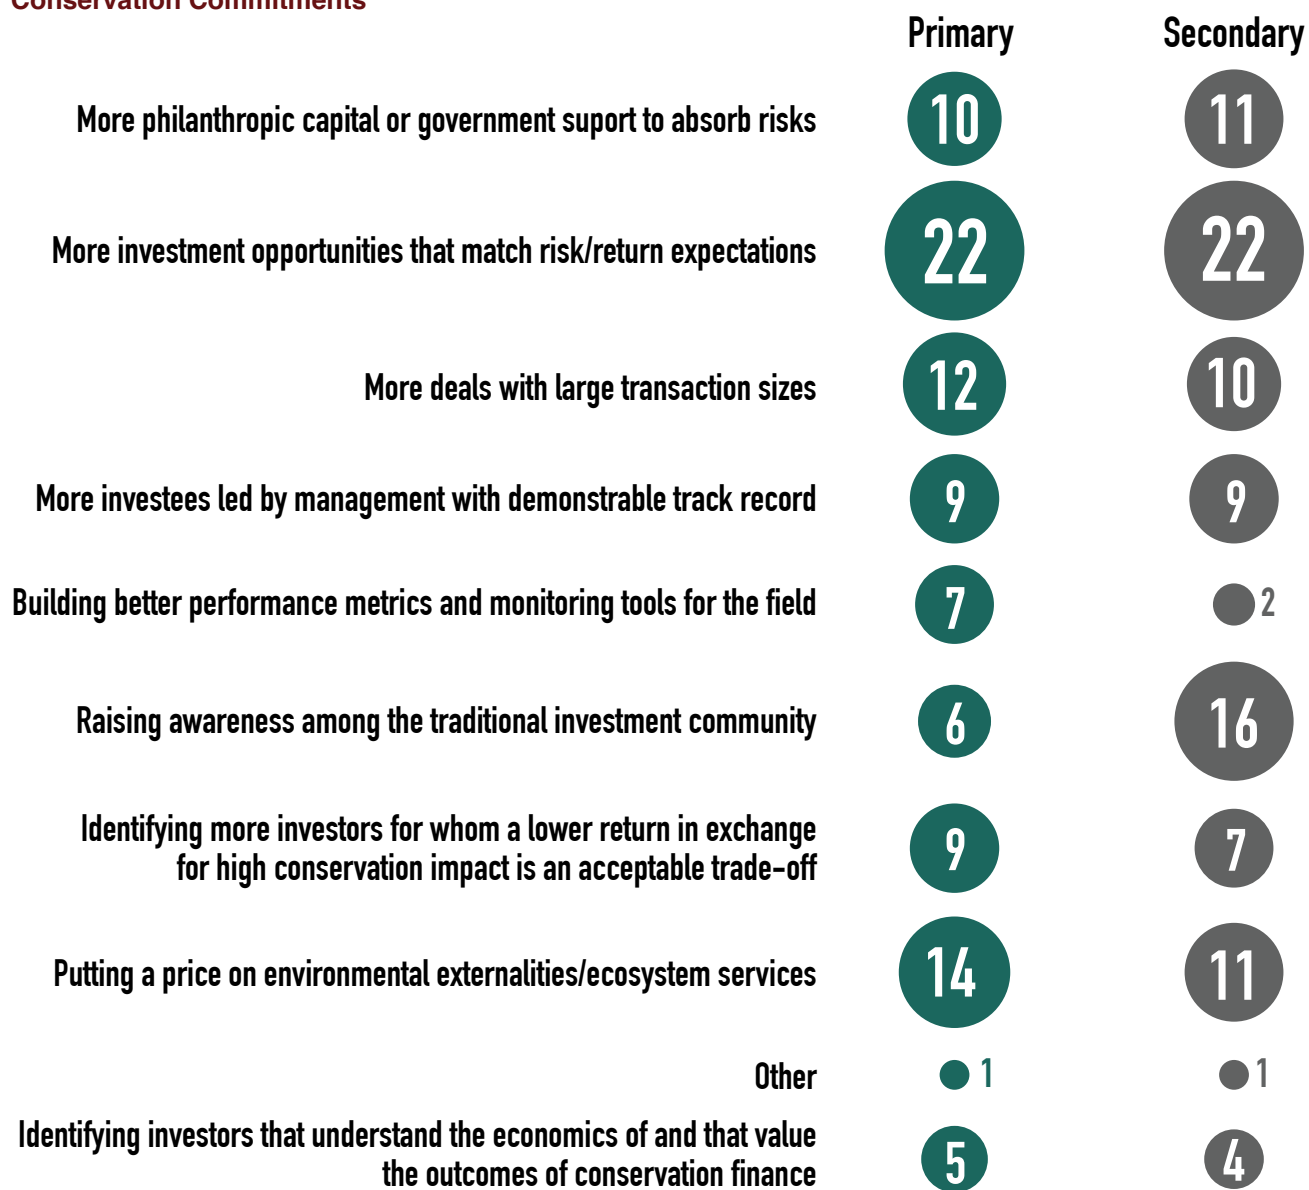 Conservation Commitments
Primary Secondary
More philanthropic capital or government suport to absorb risks 10 11
More investment opportunities that match risk/return expectations 22 22
More deals with large transaction sizes 12 10
More investees led by management with demonstrable track record 9 9
Building better performance metrics and monitoring tools for the field 7 2
Raising awareness among the traditional investment community 6 16
Identifying more investors for whom a lower return in exchange
for high conservation impact is an acceptable trade-off 9 7
Putting a price on environmental externalities/ecosystem services 14 11
Other 1 1
Identifying investors that understand the economics of and that value
the outcomes of conservation finance 5 4